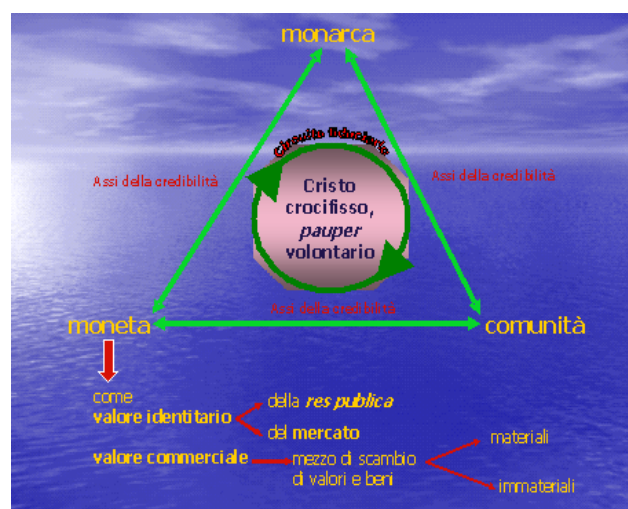 monarca
Circuito fiduciario
Assi della credibilità
Assi della credibilità
Cristo
crocifisso,
pauper
volontario
Assi della credibilità
moneta
comunità
come
valore identitario
della res publica
del mercato
valore commerciale
mezzo di scambio
di valori e beni
materiali
immateriali